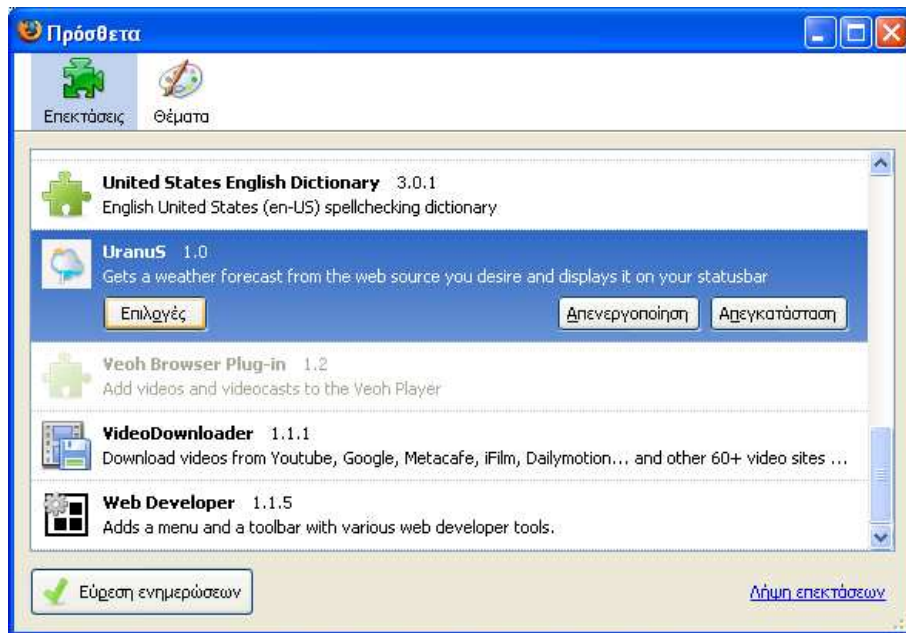 Πρόσθετα
Επεκτάσεις Θέματα
United States English Dictionary 3.0.1
English United States (en-US) spellchecking dictionary
UranuS 1.0
Gets a weather forecast from the web source you desire and displays it on your statusbar
Επιλογές Απενεργοποίηση Απεγκατάσταση
Veoh Browser Plug-in 1.2
Add videos and videocasts to the Veoh Player
VideoDownloader 1.1.1
Download videos from Youtube, Google, Metacafe, iFilm, Dailymotion... and other 60+ video sites ...
Web Developer 1.1.5
Adds a menu and a toolbar with various web developer tools.
Εύρεση ενημερώσεων Λήψη επεκτάσεων